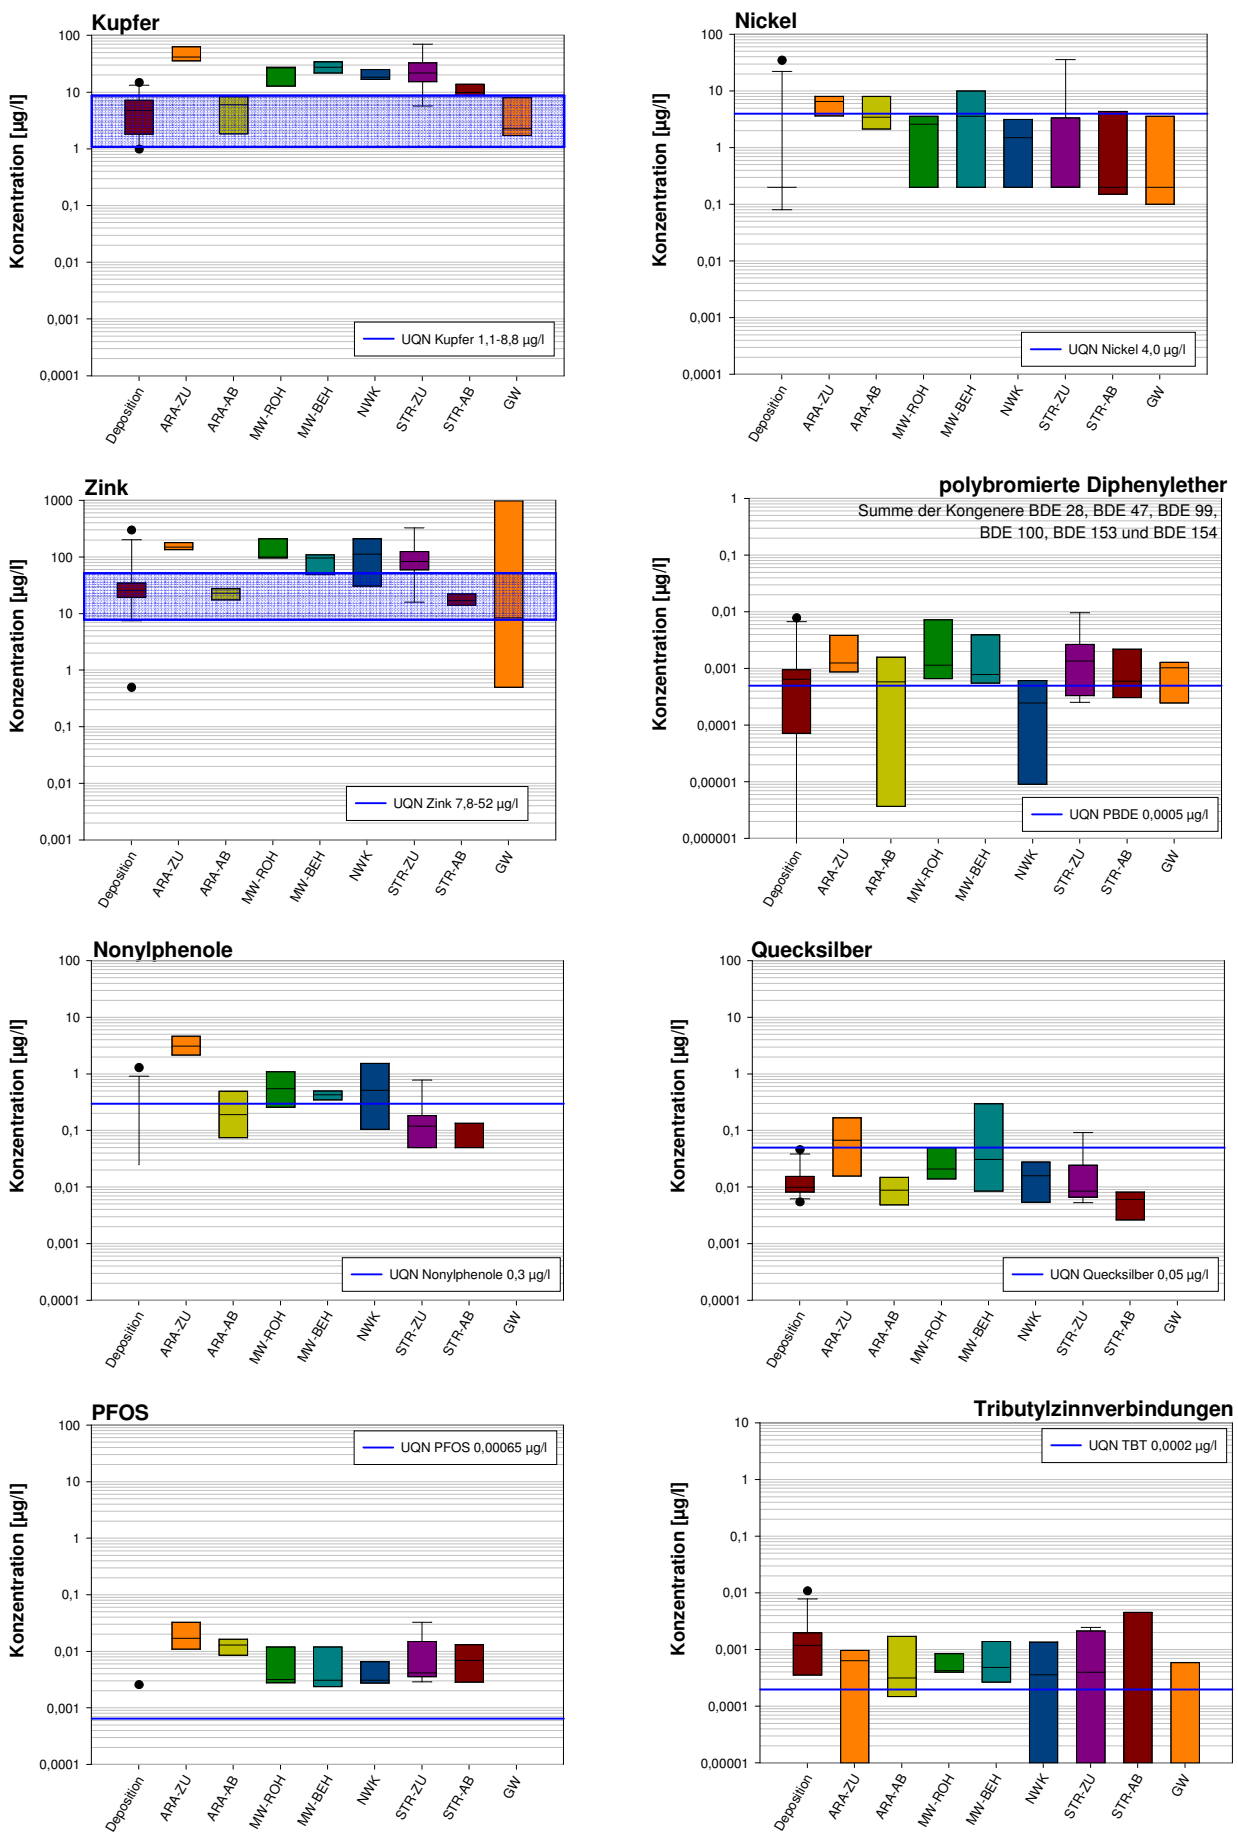 Kupfer
Konzentration [µg/l]
100
10
1
0,1
0,01
0,001
0,0001
UQN Kupfer 1,1-8,8 µg/l
Deposition
ARA-ZU
ARA-AB
MW-ROH
MW-BEH
NWK
STR-ZU
STR-AB
GW
Nickel
Konzentration [µg/l]
100
10
1
0,1
0,01
0,001
0,0001
UQN Nickel 4,0 µg/l
Deposition
ARA-ZU
ARA-AB
MW-ROH
MW-BEH
NWK
STR-ZU
STR-AB
GW
Zink
Konzentration [µg/l]
1000
100
10
1
0,1
0,01
0,001
UQN Zink 7,8-52 µg/l
Deposition
ARA-ZU
ARA-AB
MW-ROH
MW-BEH
NWK
STR-ZU
STR-AB
GW
polybromierte Diphenylether
Summe der Kongenere BDE 28, BDE 47, BDE 99,
BDE 100, BDE 153 und BDE 154
Konzentration [µg/l]
1
0,1
0,01
0,001
0,0001
0,00001
0,000001
UQN PBDE 0,0005 µg/l
Deposition
ARA-ZU
ARA-AB
MW-ROH
MW-BEH
NWK
STR-ZU
STR-AB
GW
Nonylphenole
Konzentration [µg/l]
100
10
1
0,1
0,01
0,001
0,0001
UQN Nonylphenole 0,3 µg/l
Deposition
ARA-ZU
ARA-AB
MW-ROH
MW-BEH
NWK
STR-ZU
STR-AB
GW
Quecksilber
Konzentration [µg/l]
100
10
1
0,1
0,01
0,001
0,0001
UQN Quecksilber 0,05 µg/l
Deposition
ARA-ZU
ARA-AB
MW-ROH
MW-BEH
NWK
STR-ZU
STR-AB
GW
PFOS
Konzentration [µg/l]
100
10
1
0,1
0,01
0,001
0,0001
UQN PFOS 0,00065 µg/l
Deposition
ARA-ZU
ARA-AB
MW-ROH
MW-BEH
NWK
STR-ZU
STR-AB
GW
Tributylzinnverbindungen
Konzentration [µg/l]
10
1
0,1
0,01
0,001
0,0001
0,00001
UQN TBT 0,0002 µg/l
Deposition
ARA-ZU
ARA-AB
MW-ROH
MW-BEH
NWK
STR-ZU
STR-AB
GW